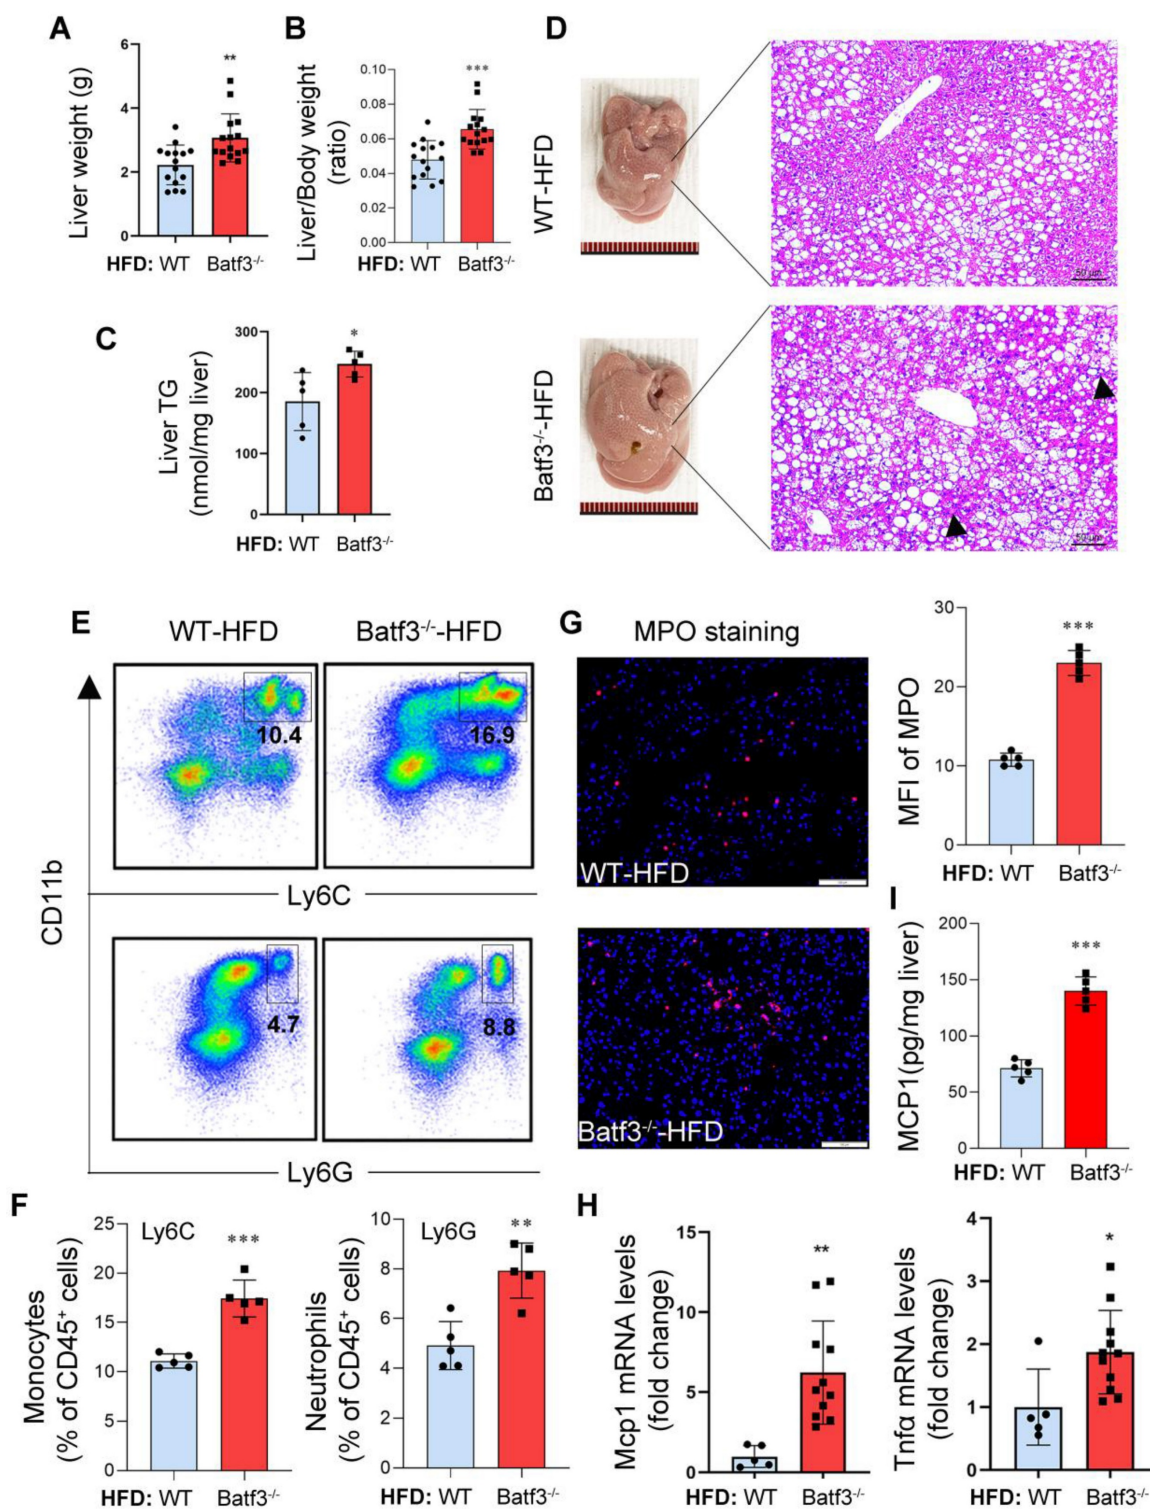 A
Liver weight (g)
6
4
2
0
**
HFD: WT Batf3⁻/⁻
B
Liver/Body weight
(ratio)
0.10
0.08
0.06
0.04
0.02
0.00
***
HFD: WT Batf3⁻/⁻
C
Liver TG
(nmol/mg liver)
300
200
100
0
*
HFD: WT Batf3⁻/⁻
D
WT-HFD
50 µm
Batf3⁻/⁻-HFD
50 µm
E
WT-HFD Batf3⁻/⁻-HFD
10.4 16.9
Ly6C
CD11b
4.7 8.8
Ly6G
F
Monocytes
(% of CD45⁺ cells)
25
20
15
10
5
0
Ly6C
***
HFD: WT Batf3⁻/⁻
Neutrophils
(% of CD45⁺ cells)
10
8
6
4
2
0
Ly6G
**
HFD: WT Batf3⁻/⁻
G
MPO staining
WT-HFD
Batf3⁻/⁻-HFD
MFI of MPO
30
20
10
0
***
HFD: WT Batf3⁻/⁻
I
MCP1(pg/mg liver)
200
150
100
50
0
***
HFD: WT Batf3⁻/⁻
H
Mcp1 mRNA levels
(fold change)
15
10
5
0
**
HFD: WT Batf3⁻/⁻
Tnfα mRNA levels
(fold change)
4
3
2
1
0
*
HFD: WT Batf3⁻/⁻